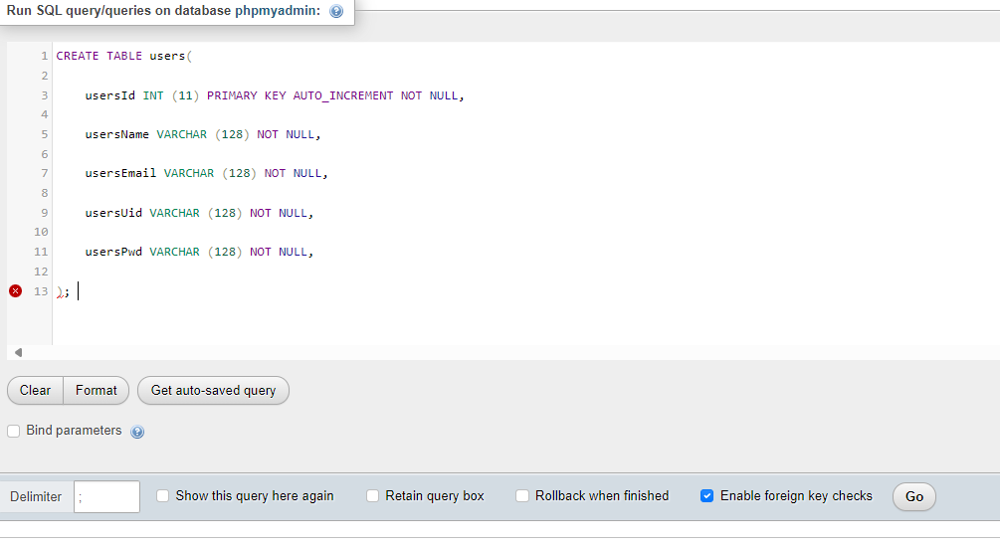 Run SQL query/queries on database phpmyadmin:
1 CREATE TABLE users(
2
3 usersId INT (11) PRIMARY KEY AUTO_INCREMENT NOT NULL,
4
5 usersName VARCHAR (128) NOT NULL,
6
7 usersEmail VARCHAR (128) NOT NULL,
8
9 usersUid VARCHAR (128) NOT NULL,
10
11 usersPwd VARCHAR (128) NOT NULL,
12
13 );
Clear Format Get auto-saved query
Bind parameters
Delimiter ; Show this query here again Retain query box Rollback when finished Enable foreign key checks Go